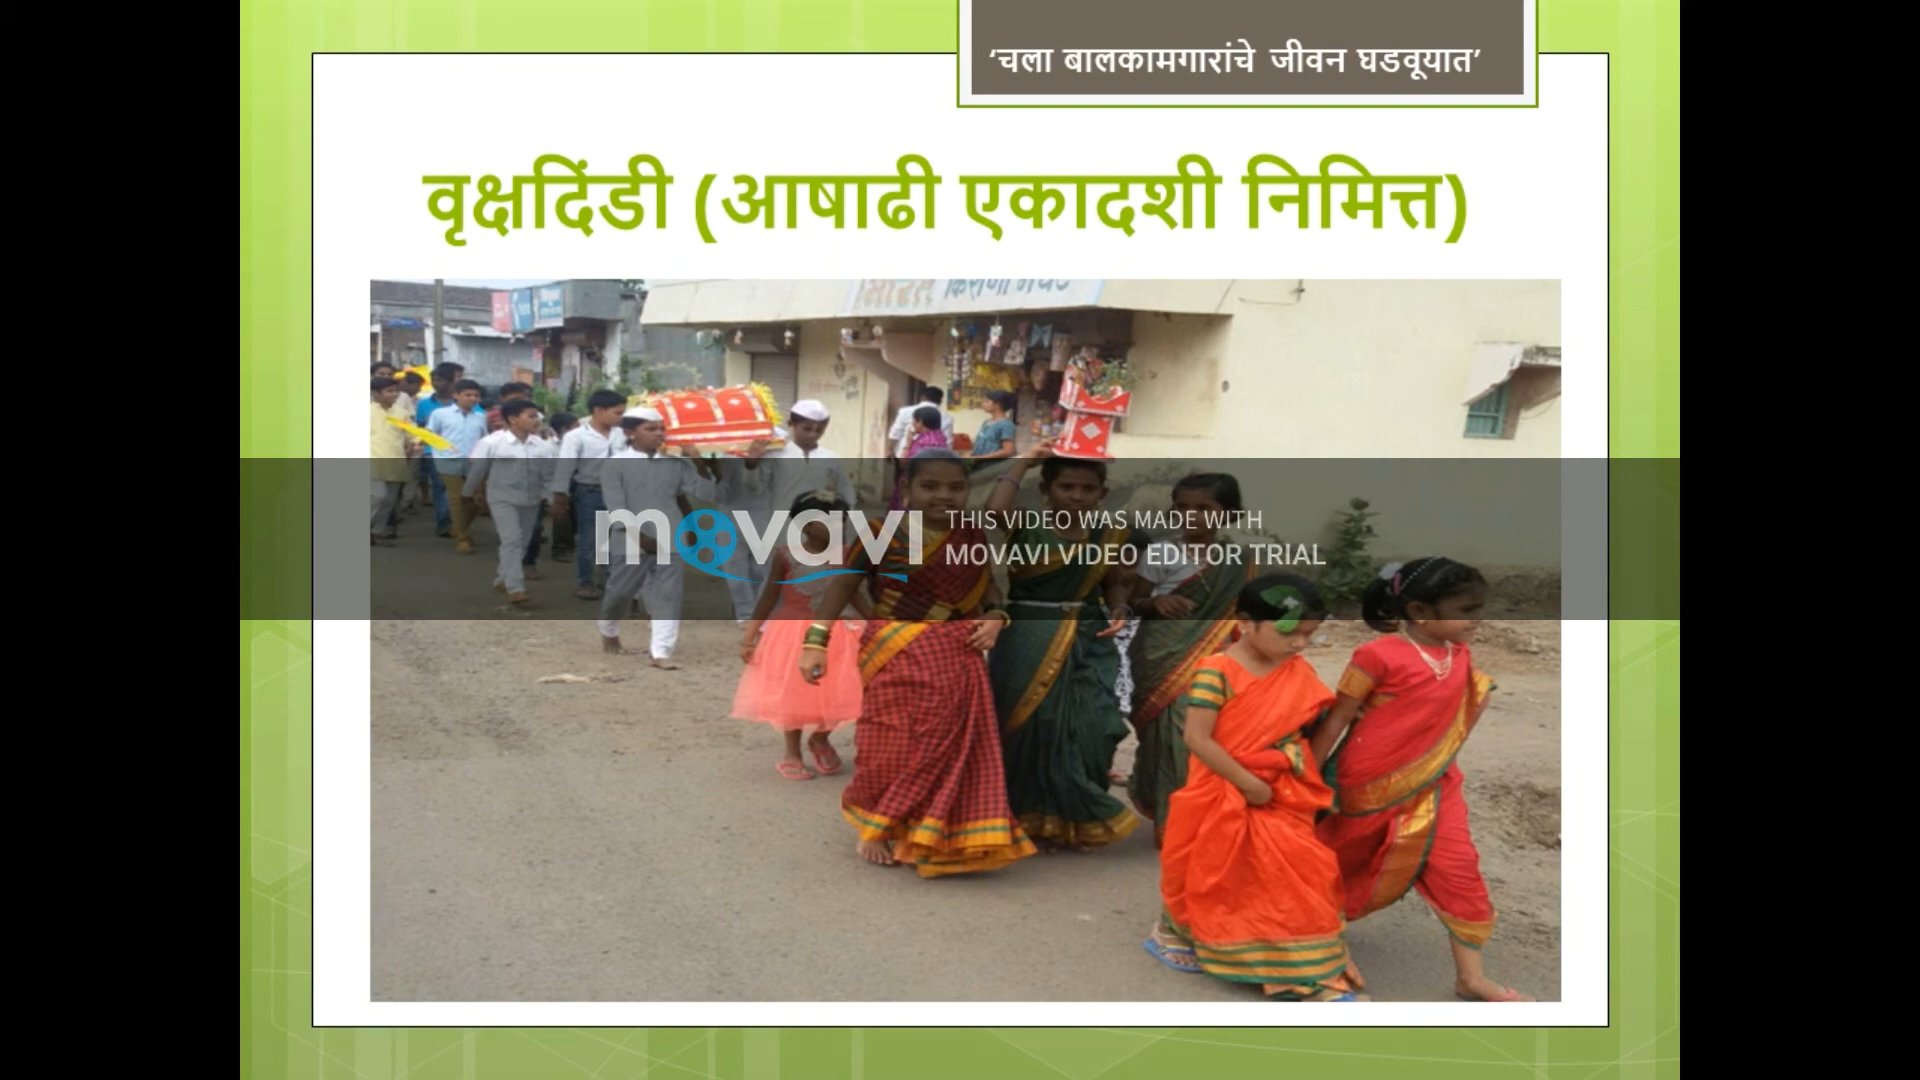 ‘चला बालकामगारांचे जीवन घडवूयात’
वृक्षदिंडी (आषाढी एकादशी निमित्त)
किराणा
movavi
THIS VIDEO WAS MADE WITH
MOVAVI VIDEO EDITOR TRIAL